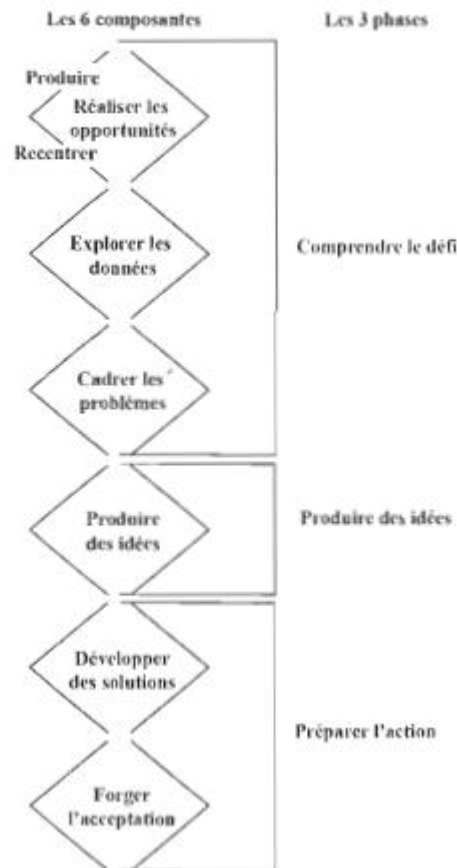 Les 6 composantes
Les 3 phases
Produire
Réaliser les
opportunités
Recentrer
Explorer les
données
Comprendre le défi
Cadrer les
problèmes
Produire
des idées
Produire des idées
Développer
des solutions
Préparer l'action
Forger
l'acceptation